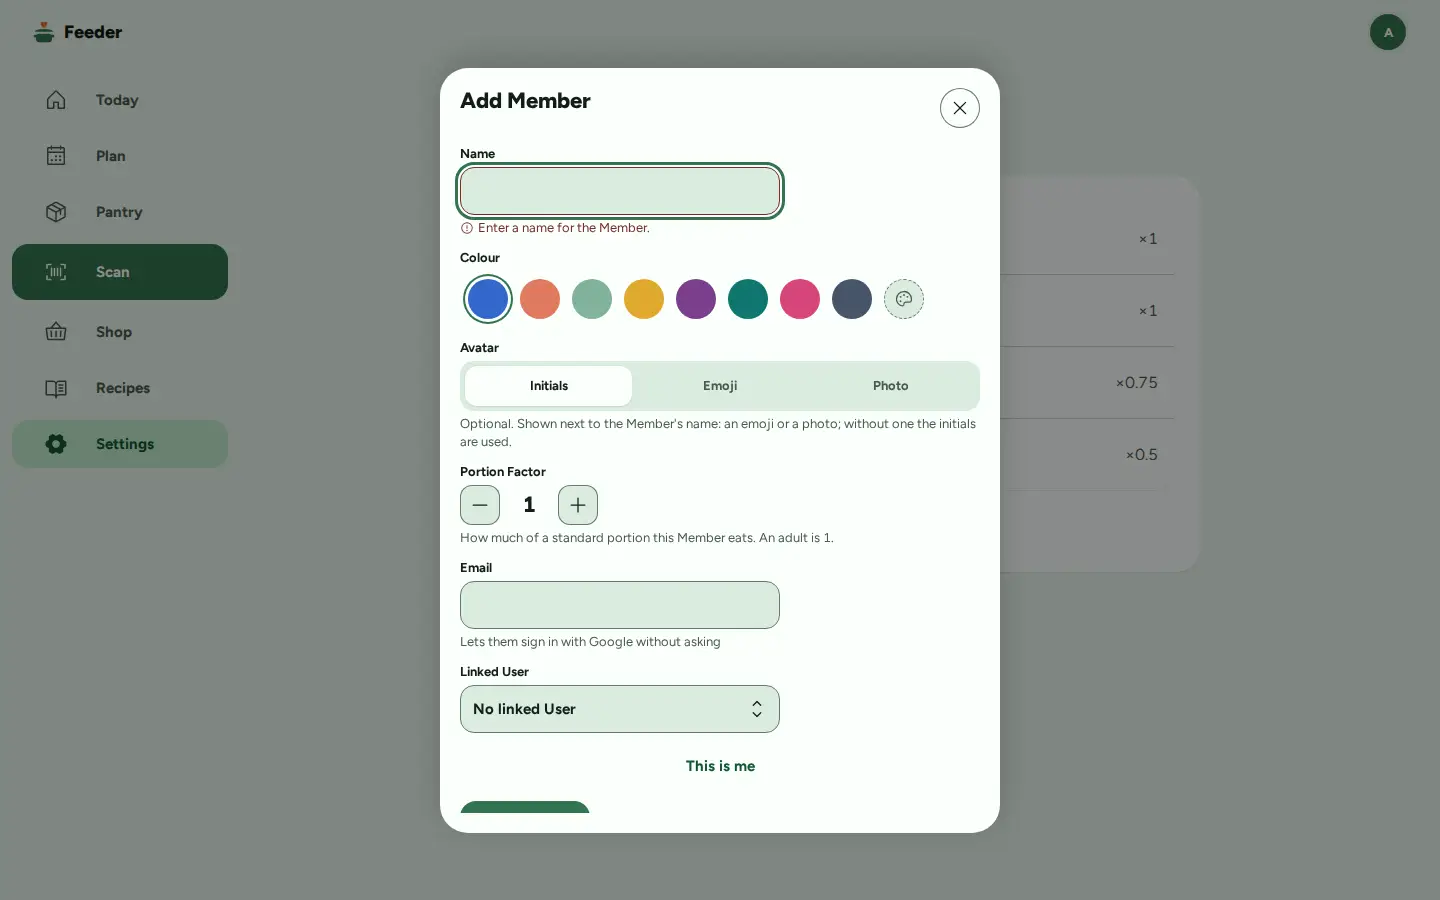 Feeder
A
Today
Plan
Pantry
Scan
Shop
Recipes
Settings
Add Member
Name
Enter a name for the Member.
Colour
Avatar
Initials
Emoji
Photo
Optional. Shown next to the Member's name: an emoji or a photo; without one the initials
are used.
Portion Factor
1
How much of a standard portion this Member eats. An adult is 1.
Email
Lets them sign in with Google without asking
Linked User
No linked User
This is me
×1
×1
×0.75
×0.5